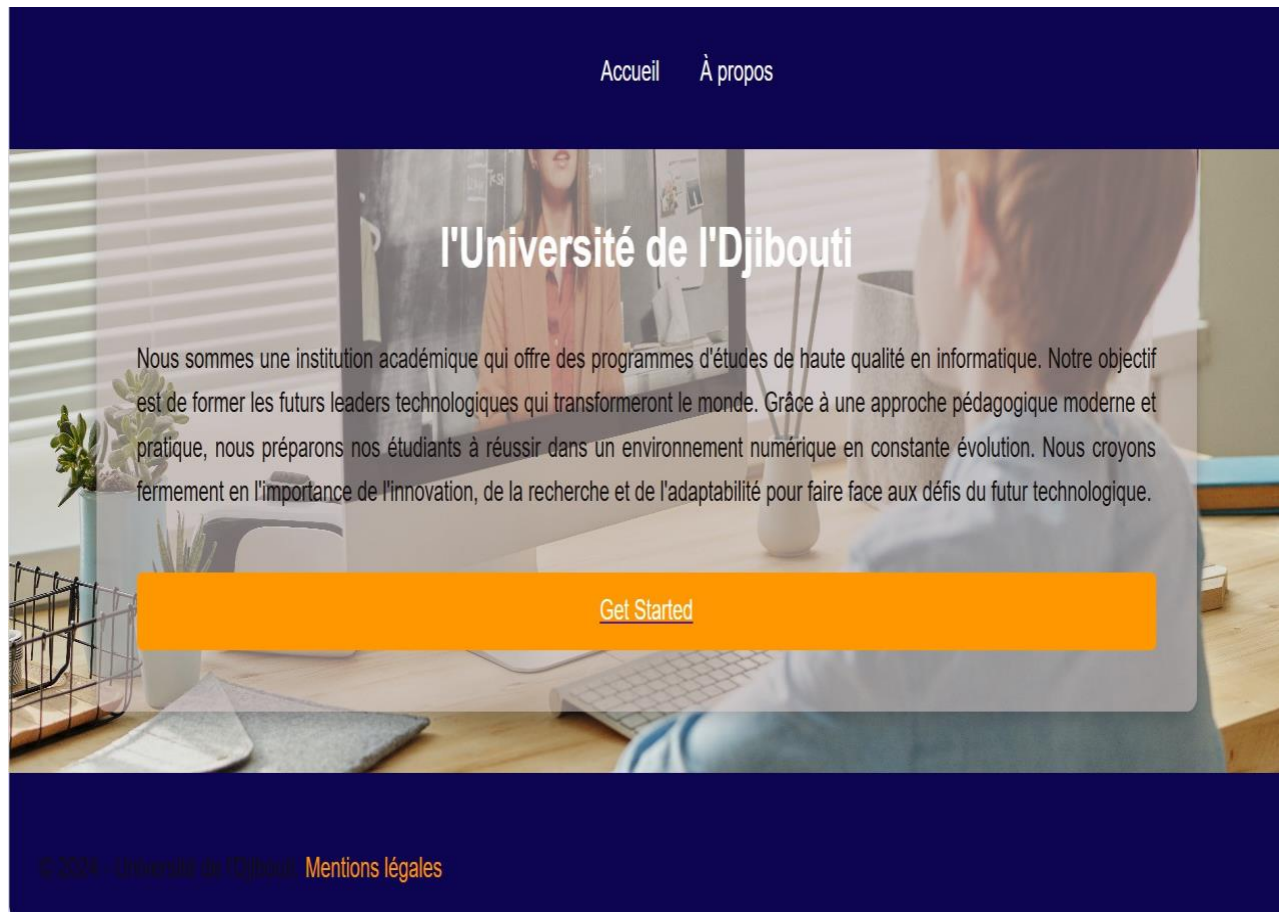 Accueil À propos
l'Université de l'Djibouti
Nous sommes une institution académique qui offre des programmes d'études de haute qualité en informatique. Notre objectif
est de former les futurs leaders technologiques qui transformeront le monde. Grâce à une approche pédagogique moderne et
pratique, nous préparons nos étudiants à réussir dans un environnement numérique en constante évolution. Nous croyons
fermement en l'importance de l'innovation, de la recherche et de l'adaptabilité pour faire face aux défis du futur technologique.
Get Started
© 2024 - Université de l'Djibouti Mentions légales